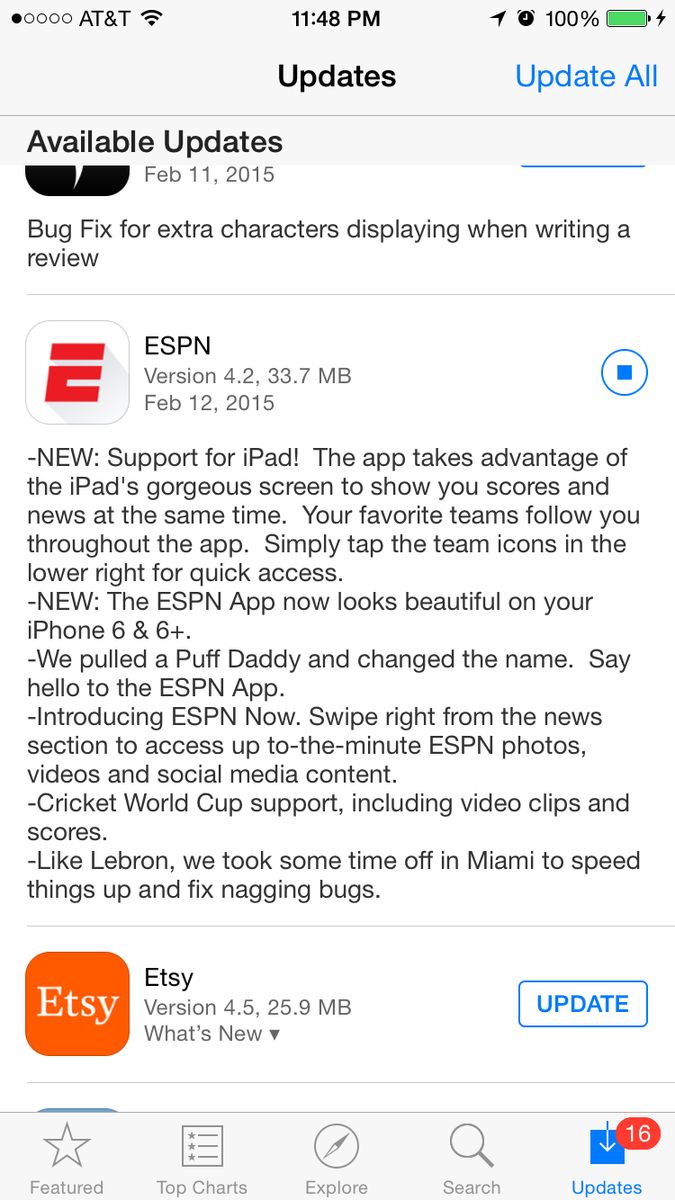 AT&T 11:48 PM 100%
Updates Update All
Available Updates
Feb 11, 2015
Bug Fix for extra characters displaying when writing a
review
ESPN
Version 4.2, 33.7 MB
Feb 12, 2015
-NEW: Support for iPad!  The app takes advantage of
the iPad's gorgeous screen to show you scores and
news at the same time.  Your favorite teams follow you
throughout the app.  Simply tap the team icons in the
lower right for quick access.
-NEW: The ESPN App now looks beautiful on your
iPhone 6 & 6+.
-We pulled a Puff Daddy and changed the name.  Say
hello to the ESPN App.
-Introducing ESPN Now. Swipe right from the news
section to access up to-the-minute ESPN photos,
videos and social media content.
-Cricket World Cup support, including video clips and
scores.
-Like Lebron, we took some time off in Miami to speed
things up and fix nagging bugs.
Etsy
Etsy
Version 4.5, 25.9 MB
What's New ▾
UPDATE
16
Featured Top Charts Explore Search Updates